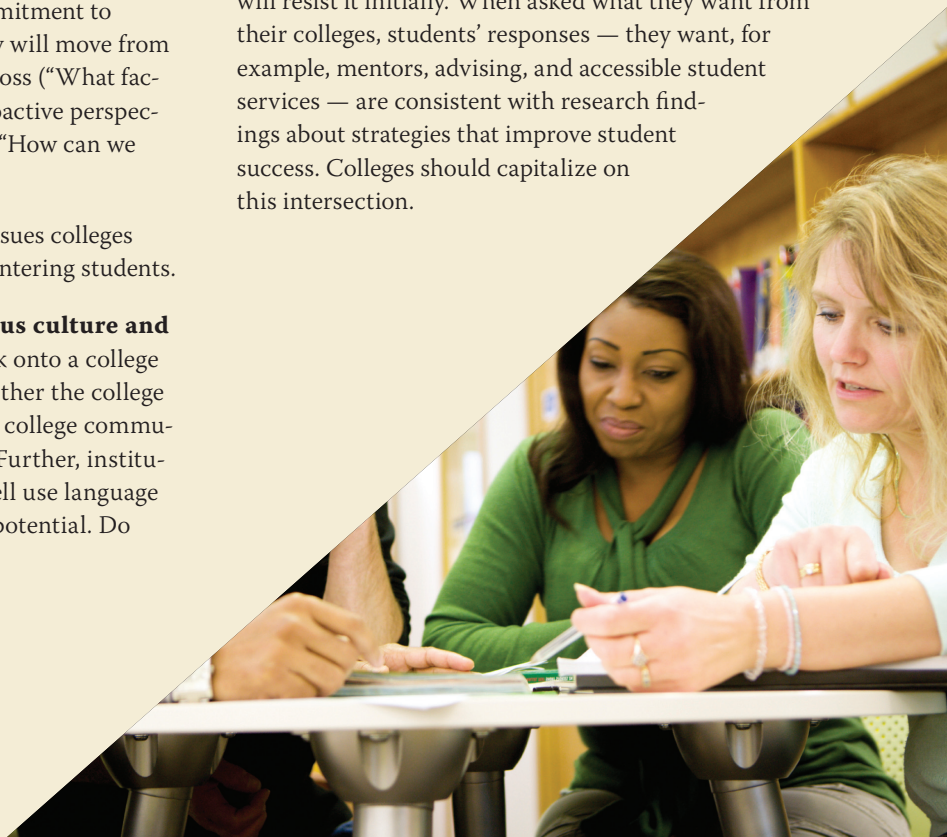 mitment to
will move from
oss (“What fac-
oactive perspec-
“How can we
sues colleges
ntering students.
us culture and
k onto a college
ther the college
college commu-
Further, institu-
ell use language
potential. Do
will resist it initially. When asked what they want from
their colleges, students’ responses — they want, for
example, mentors, advising, and accessible student
services — are consistent with research find-
ings about strategies that improve student
success. Colleges should capitalize on
this intersection.